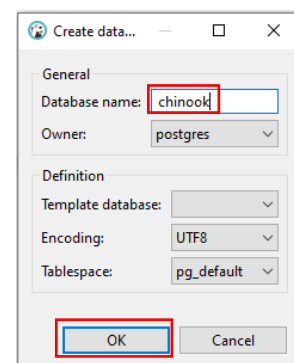 Create data...
General
Database name: chinook
Owner: postgres
Definition
Template database:
Encoding: UTF8
Tablespace: pg_default
OK Cancel